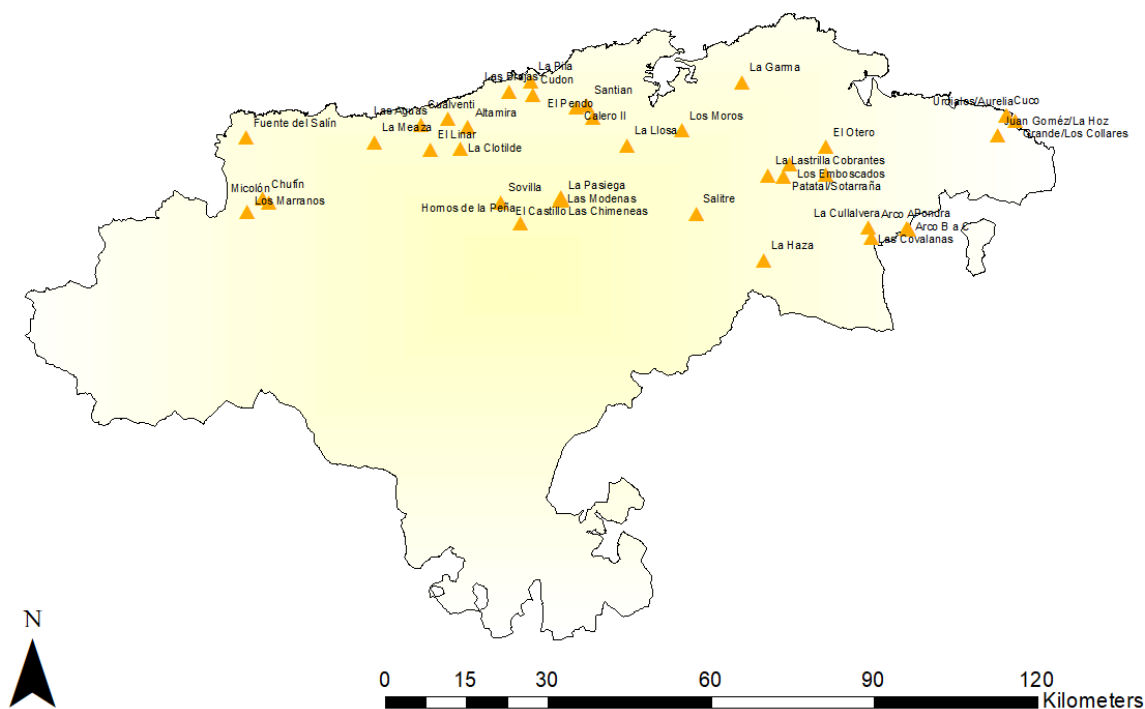 La Pila
Las Brujas
Cudon
La Garma
Santian
El Pendo
Urdiales/Aurelia
Cuco
Cualventi
Las Aguas
Altamira
Calero II
Los Moros
Juan Goméz/La Hoz
Fuente del Salín
La Meaza
El Linar
La Llosa
El Otero
Grande/Los Collares
La Clotilde
La Lastrilla
Cobrantes
Los Emboscados
Micolón
Chufín
Sovilla
La Pasiega
Patatal/Sotarraña
Los Marranos
Las Modenas
Salitre
Hornos de la Peña
El Castillo
Las Chimeneas
La Cullalvera
Arco A
Pondra
Arco B a C
Las Covalanas
La Haza
N
0 15 30 60 90 120
Kilometers